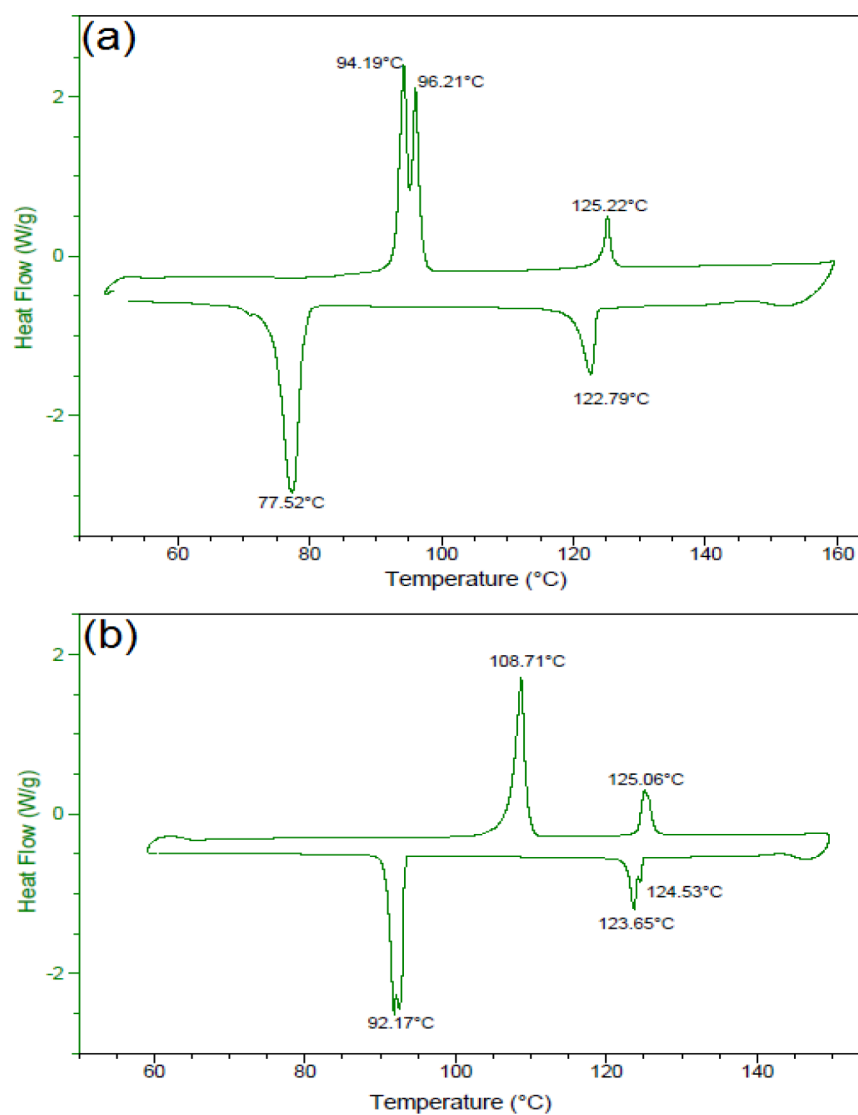 (a)
94.19°C
96.21°C
125.22°C
122.79°C
77.52°C
2
0
-2
Heat Flow (W/g)
60 80 100 120 140 160
Temperature (°C)
(b)
108.71°C
125.06°C
124.53°C
123.65°C
92.17°C
2
0
-2
Heat Flow (W/g)
60 80 100 120 140
Temperature (°C)